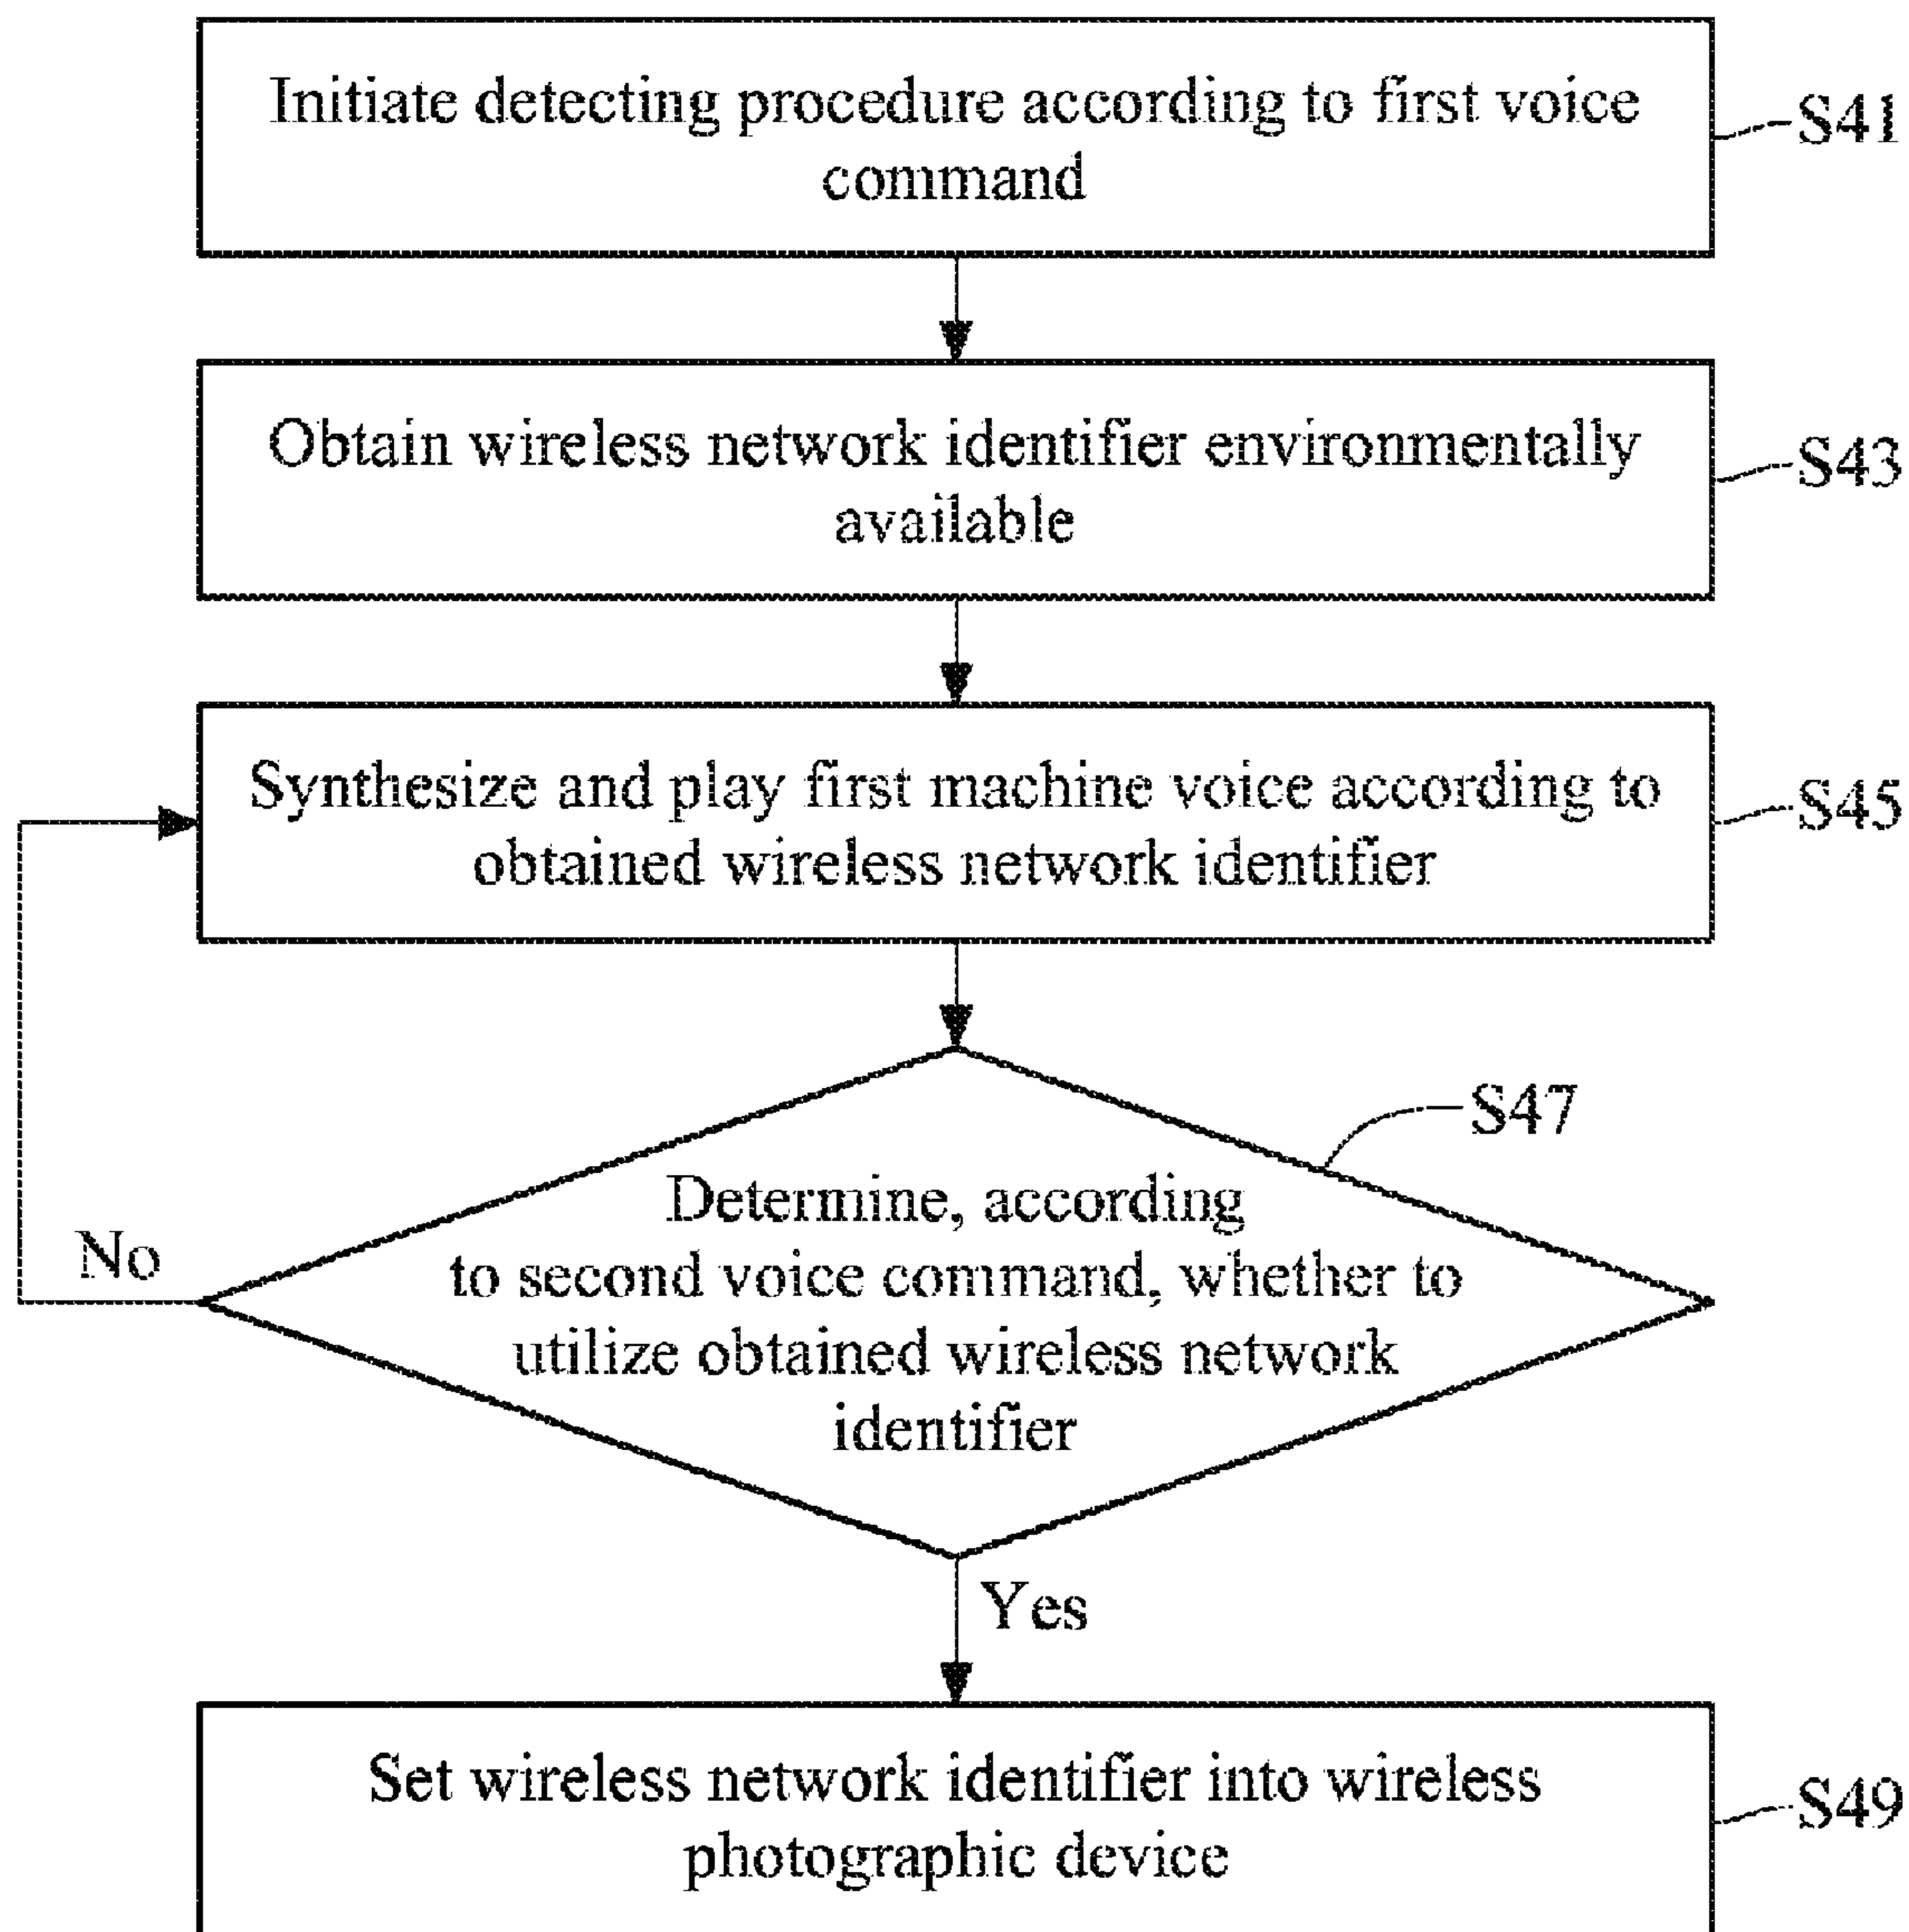 Initiate detecting procedure according to first voice
command
S41
Obtain wireless network identifier environmentally
available
S43
Synthesize and play first machine voice according to
obtained wireless network identifier
S45
S47
Determine, according
to second voice command, whether to
utilize obtained wireless network
identifier
No
Yes
Set wireless network identifier into wireless
photographic device
S49